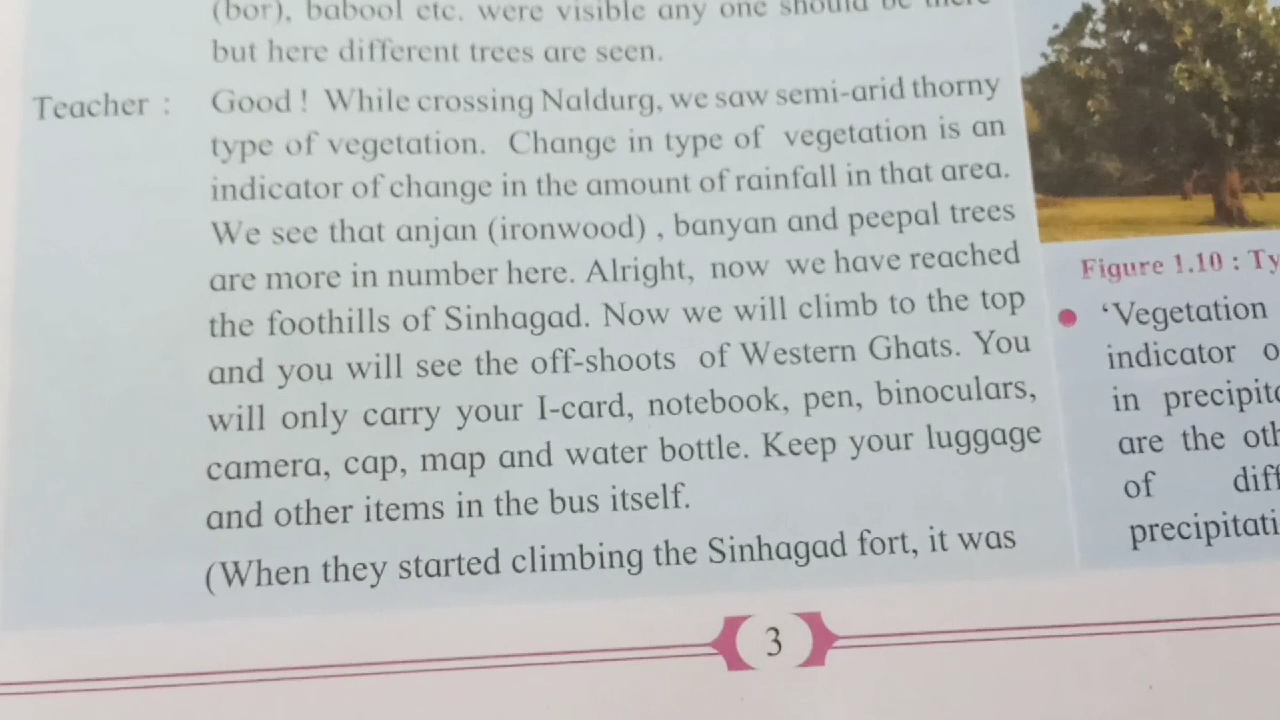 (bor), babool etc. were visible any one should be there
but here different trees are seen.
Teacher : Good ! While crossing Naldurg, we saw semi-arid thorny
type of vegetation. Change in type of vegetation is an
indicator of change in the amount of rainfall in that area.
We see that anjan (ironwood) , banyan and peepal trees
are more in number here. Alright, now we have reached
the foothills of Sinhagad. Now we will climb to the top
and you will see the off-shoots of Western Ghats. You
will only carry your I-card, notebook, pen, binoculars,
camera, cap, map and water bottle. Keep your luggage
and other items in the bus itself.
(When they started climbing the Sinhagad fort, it was
Figure 1.10 : Ty
• ‘Vegetation
indicator o
in precipita
are the oth
of diff
precipitati
3